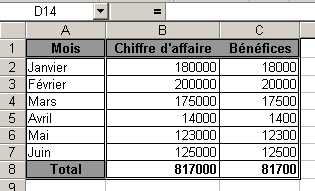 D14 =
A B C
1 Mois Chiffre d'affaire Bénéfices
2 Janvier 180000 18000
3 Février 200000 20000
4 Mars 175000 17500
5 Avril 14000 1400
6 Mai 123000 12300
7 Juin 125000 12500
8 Total 817000 81700
9